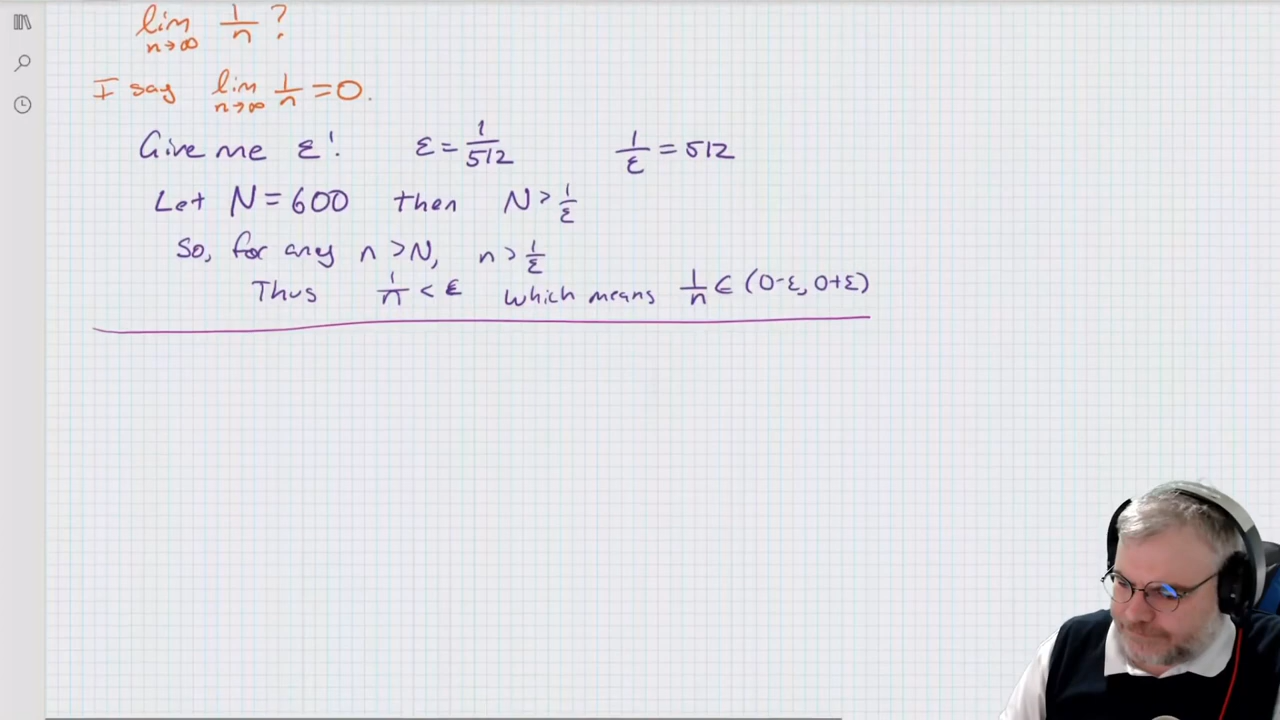 lim n→∞ 1/n ?
I say lim n→∞ 1/n = 0.
Give me ε! ε = 1/512 1/ε = 512
Let N = 600 then N > 1/ε
So, for any n > N, n > 1/ε
Thus 1/n < ε which means 1/n ∈ (0-ε, 0+ε)